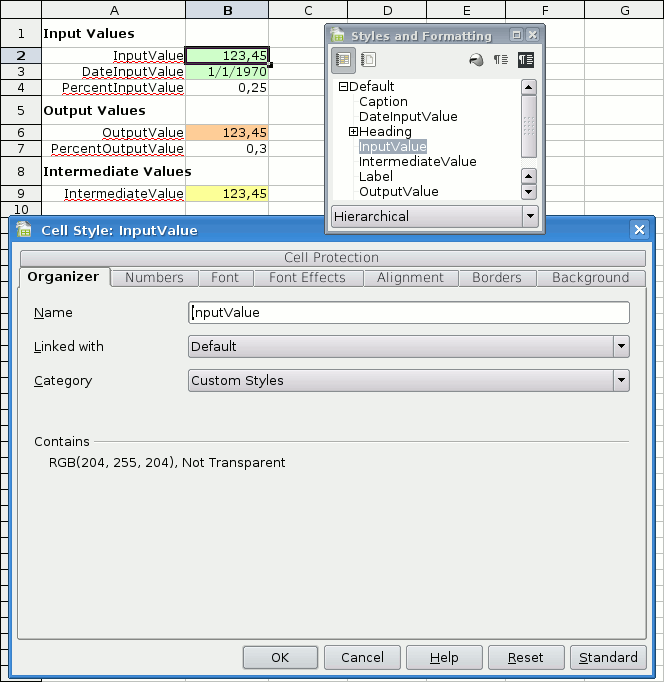 A B C D E F G
1 Input Values
2 InputValue 123,45
3 DateInputValue 1/1/1970
4 PercentInputValue 0,25
5 Output Values
6 OutputValue 123,45
7 PercentOutputValue 0,3
8 Intermediate Values
9 IntermediateValue 123,45
10
Styles and Formatting
Default
Caption
DateInputValue
Heading
InputValue
IntermediateValue
Label
OutputValue
Hierarchical
Cell Style: InputValue
Cell Protection
Organizer Numbers Font Font Effects Alignment Borders Background
Name InputValue
Linked with Default
Category Custom Styles
Contains
RGB(204, 255, 204), Not Transparent
OK Cancel Help Reset Standard